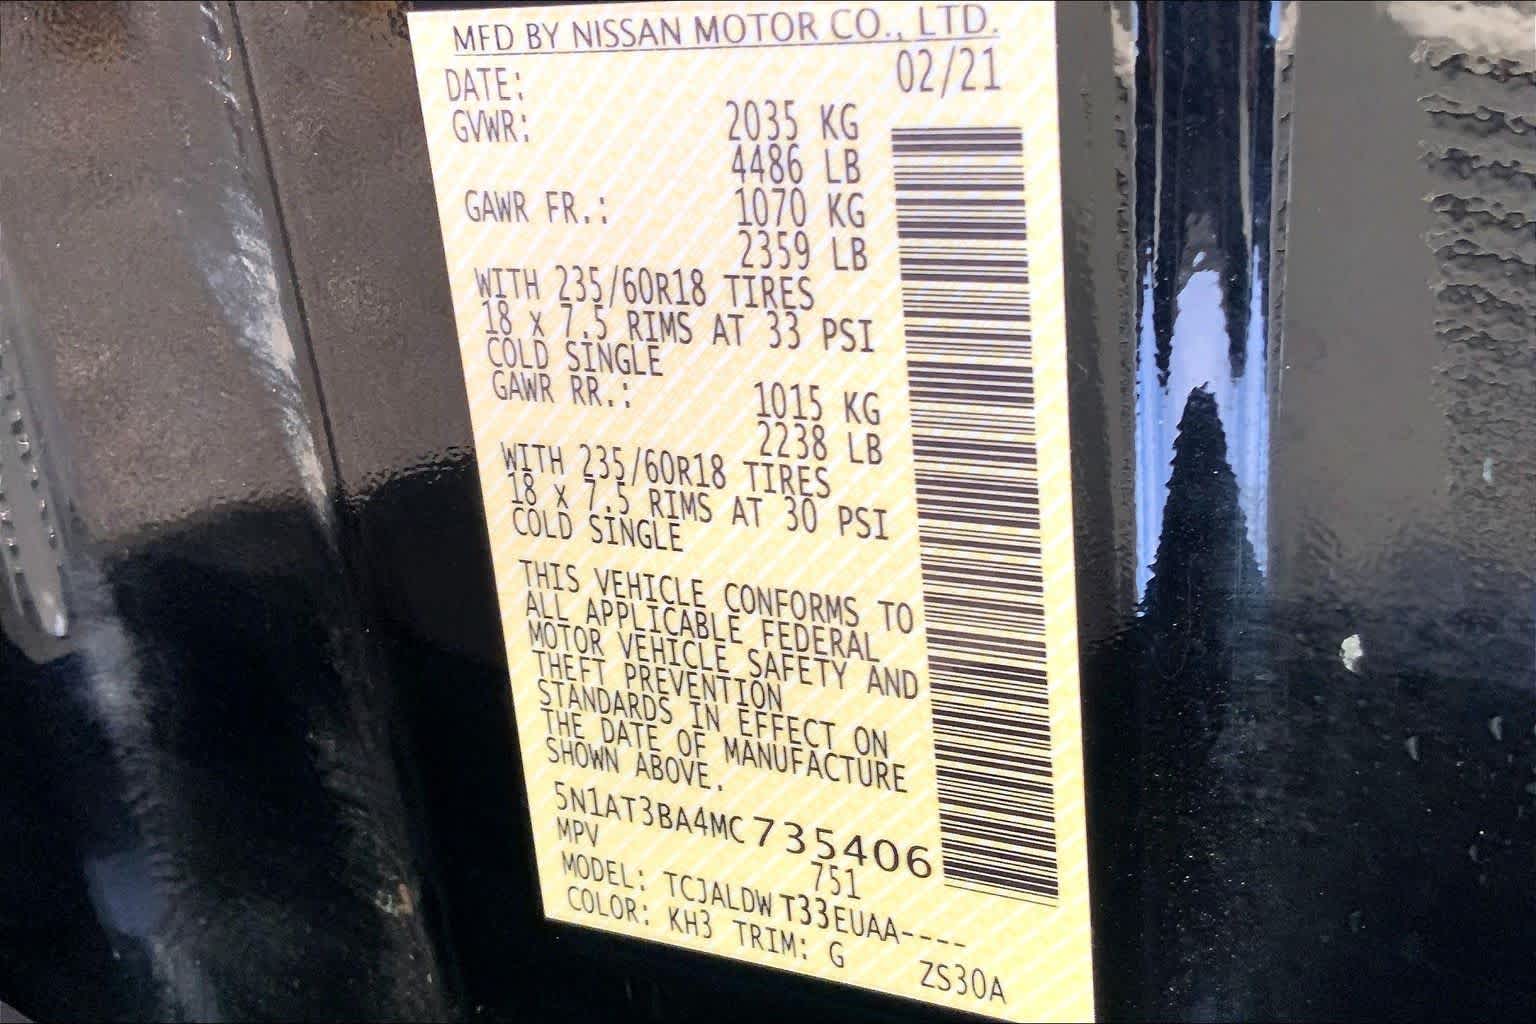 MFD BY NISSAN MOTOR CO., LTD.
DATE: 02/21
GVWR: 2035 KG
4486 LB
GAWR FR.: 1070 KG
2359 LB
WITH 235/60R18 TIRES
18 x 7.5 RIMS AT 33 PSI
COLD SINGLE
GAWR RR.: 1015 KG
2238 LB
WITH 235/60R18 TIRES
18 x 7.5 RIMS AT 30 PSI
COLD SINGLE
THIS VEHICLE CONFORMS TO
ALL APPLICABLE FEDERAL
MOTOR VEHICLE SAFETY AND
THEFT PREVENTION
STANDARDS IN EFFECT ON
THE DATE OF MANUFACTURE
SHOWN ABOVE.
5N1AT3BA4MC735406
MPV 751
MODEL: TCJALDWT33EUAA----
COLOR: KH3 TRIM: G ZS30A